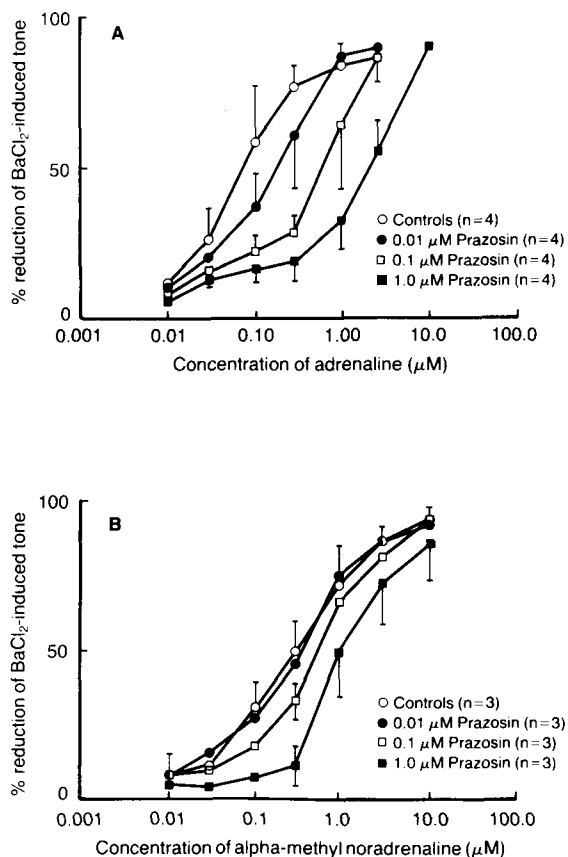 100
A
% reduction of BaCl₂-induced tone
50
○ Controls (n=4)
● 0.01 µM Prazosin (n=4)
□ 0.1 µM Prazosin (n=4)
■ 1.0 µM Prazosin (n=4)
0
0.001 0.01 0.10 1.00 10.0 100.0
Concentration of adrenaline (µM)
100
B
% reduction of BaCl₂-induced tone
50
○ Controls (n=3)
● 0.01 µM Prazosin (n=3)
□ 0.1 µM Prazosin (n=3)
■ 1.0 µM Prazosin (n=3)
0
0.001 0.01 0.1 1.0 10.0 100.0
Concentration of alpha-methyl noradrenaline (µM)